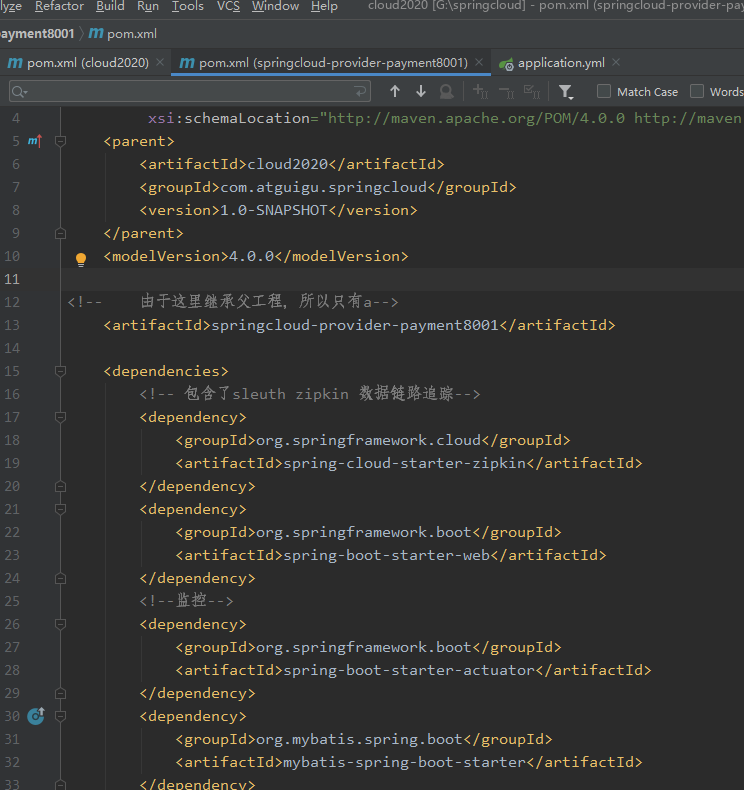 lyze Refactor Build Run Tools VCS Window Help cloud2020 [G:\springcloud] - pom.xml (springcloud-provider-pay
ayment8001 m pom.xml
m pom.xml (cloud2020) × m pom.xml (springcloud-provider-payment8001) × application.yml ×
Match Case Words
4 xsi:schemaLocation="http://maven.apache.org/POM/4.0.0 http://maven
5 <parent>
6 <artifactId>cloud2020</artifactId>
7 <groupId>com.atguigu.springcloud</groupId>
8 <version>1.0-SNAPSHOT</version>
9 </parent>
10 <modelVersion>4.0.0</modelVersion>
11
12 <!-- 由于这里继承父工程，所以只有a-->
13 <artifactId>springcloud-provider-payment8001</artifactId>
14
15 <dependencies>
16 <!-- 包含了sleuth zipkin 数据链路追踪-->
17 <dependency>
18 <groupId>org.springframework.cloud</groupId>
19 <artifactId>spring-cloud-starter-zipkin</artifactId>
20 </dependency>
21 <dependency>
22 <groupId>org.springframework.boot</groupId>
23 <artifactId>spring-boot-starter-web</artifactId>
24 </dependency>
25 <!--监控-->
26 <dependency>
27 <groupId>org.springframework.boot</groupId>
28 <artifactId>spring-boot-starter-actuator</artifactId>
29 </dependency>
30 <dependency>
31 <groupId>org.mybatis.spring.boot</groupId>
32 <artifactId>mybatis-spring-boot-starter</artifactId>
33 </dependency>